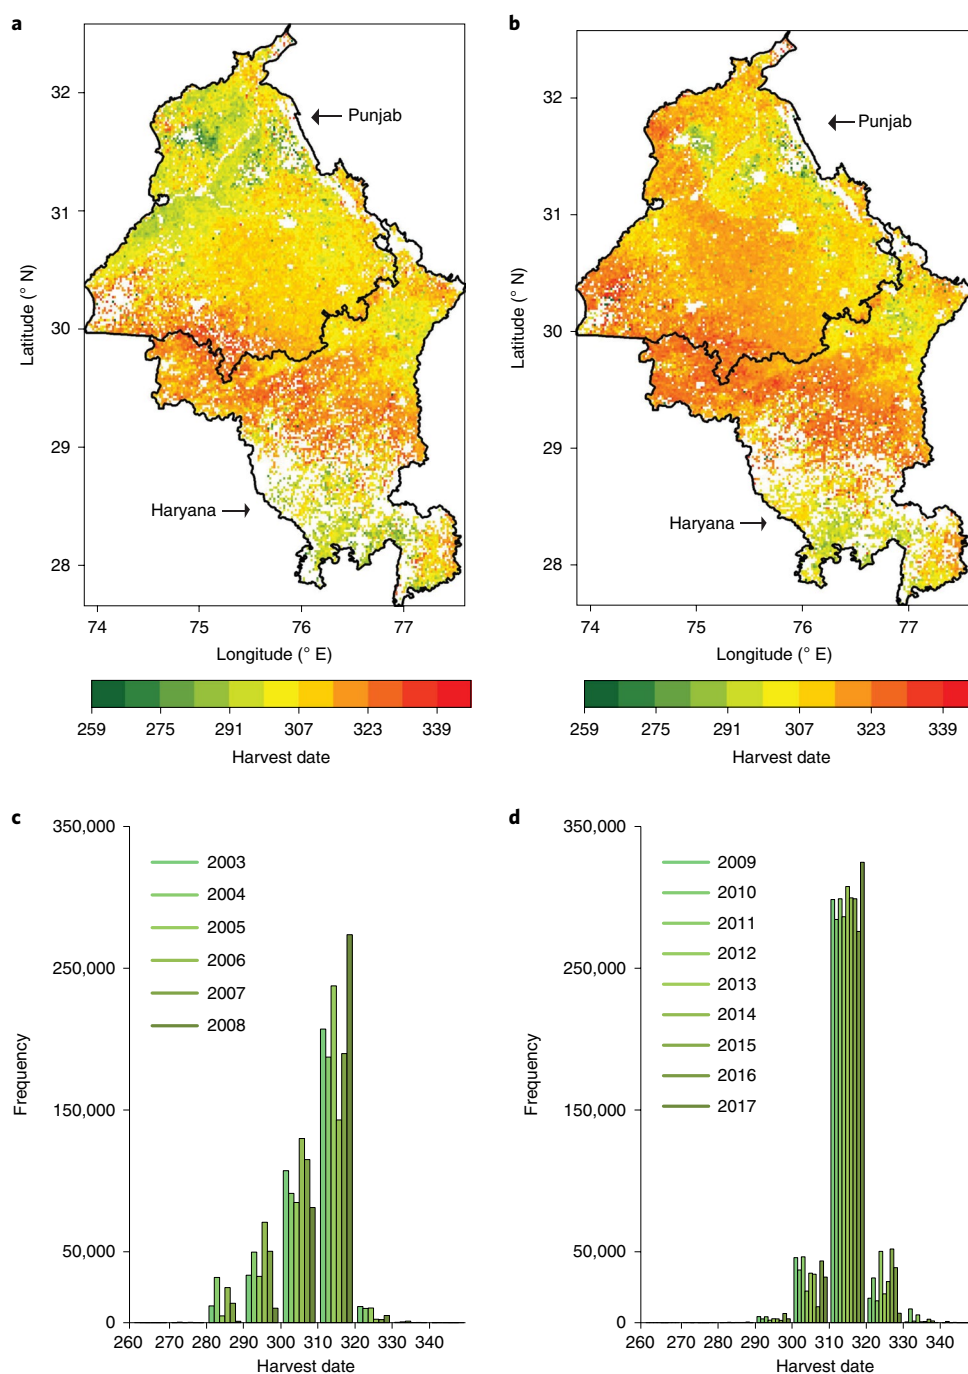 a
32
31
30
29
28
Latitude (° N)
Punjab
Haryana
74 75 76 77
Longitude (° E)
259 275 291 307 323 339
Harvest date
b
32
31
30
29
28
Latitude (° N)
Punjab
Haryana
74 75 76 77
Longitude (° E)
259 275 291 307 323 339
Harvest date
c
350,000
250,000
150,000
50,000
0
Frequency
2003
2004
2005
2006
2007
2008
260 270 280 290 300 310 320 330 340
Harvest date
d
350,000
250,000
150,000
50,000
0
Frequency
2009
2010
2011
2012
2013
2014
2015
2016
2017
260 270 280 290 300 310 320 330 340
Harvest date